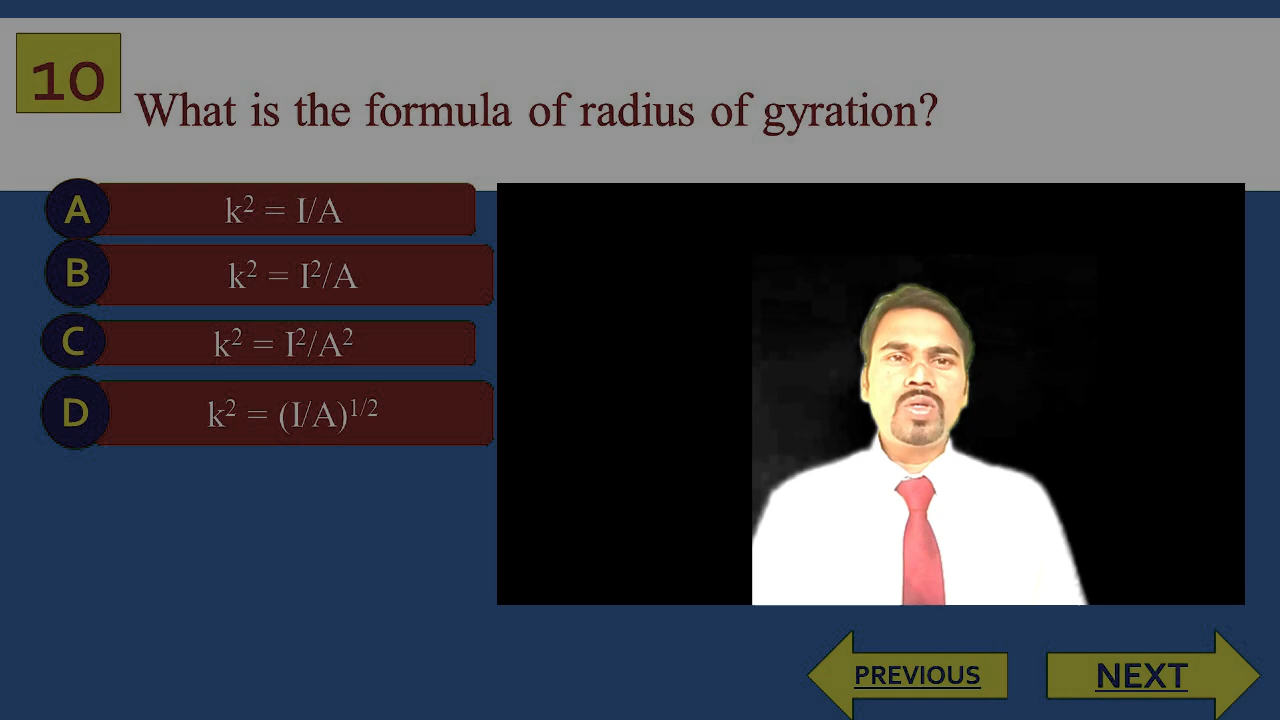 10
What is the formula of radius of gyration?
A k² = I/A
B k² = I²/A
C k² = I²/A²
D k² = (I/A)¹/²
PREVIOUS
NEXT